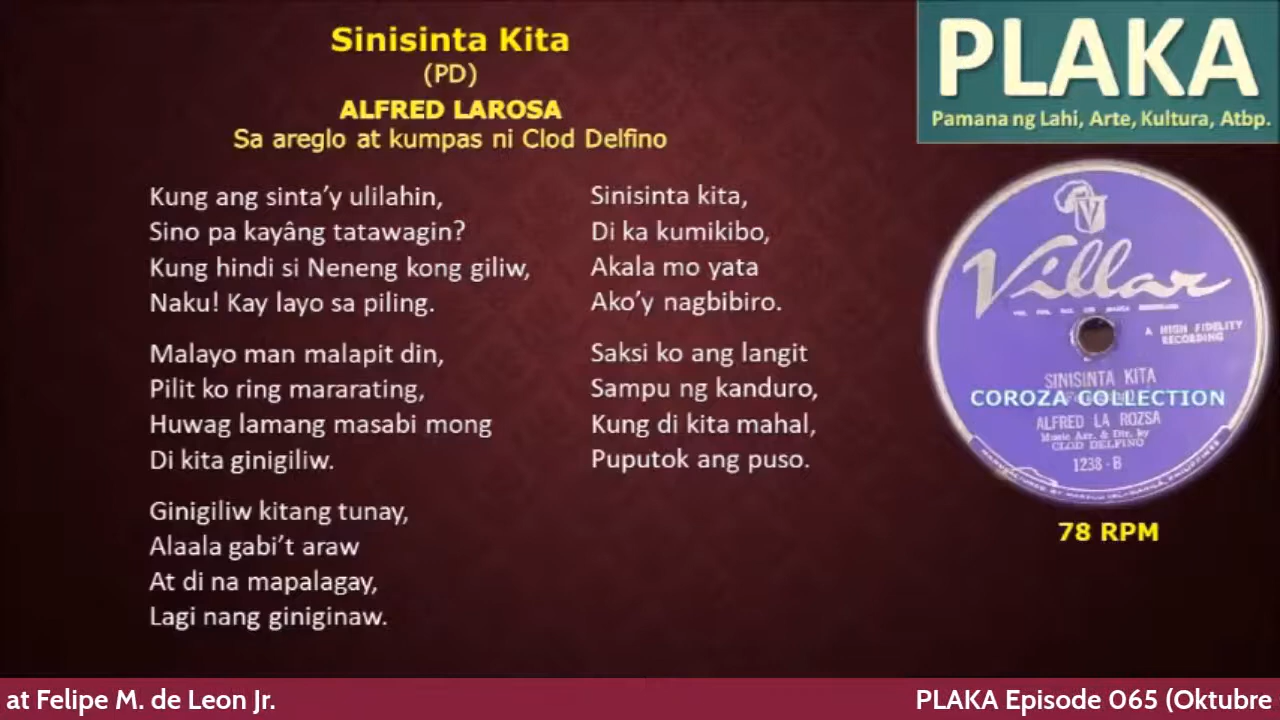 Sinisinta Kita
(PD)
ALFRED LAROSA
Sa areglo at kumpas ni Clod Delfino
Kung ang sinta’y ulilahin,
Sino pa kayâng tatawagin?
Kung hindi si Neneng kong giliw,
Naku! Kay layo sa piling.
Malayo man malapit din,
Pilit ko ring mararating,
Huwag lamang masabi mong
Di kita ginigiliw.
Ginigiliw kitang tunay,
Alaala gabi’t araw
At di na mapalagay,
Lagi nang giniginaw.
Sinisinta kita,
Di ka kumikibo,
Akala mo yata
Ako’y nagbibiro.
Saksi ko ang langit
Sampu ng kanduro,
Kung di kita mahal,
Puputok ang puso.
PLAKA
Pamana ng Lahi, Arte, Kultura, Atbp.
V
Villar
A HIGH FIDELITY
RECORDING
SINISINTA KITA
COROZA COLLECTION
ALFRED LA ROZSA
Music Arr. & Dir. by
CLOD DELFINO
1238 - B
78 RPM
at Felipe M. de Leon Jr.
PLAKA Episode 065 (Oktubre